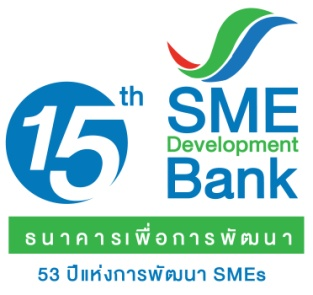 15th
SME
Development
Bank
ธนาคารเพื่อการพัฒนา
53 ปีแห่งการพัฒนา SMEs